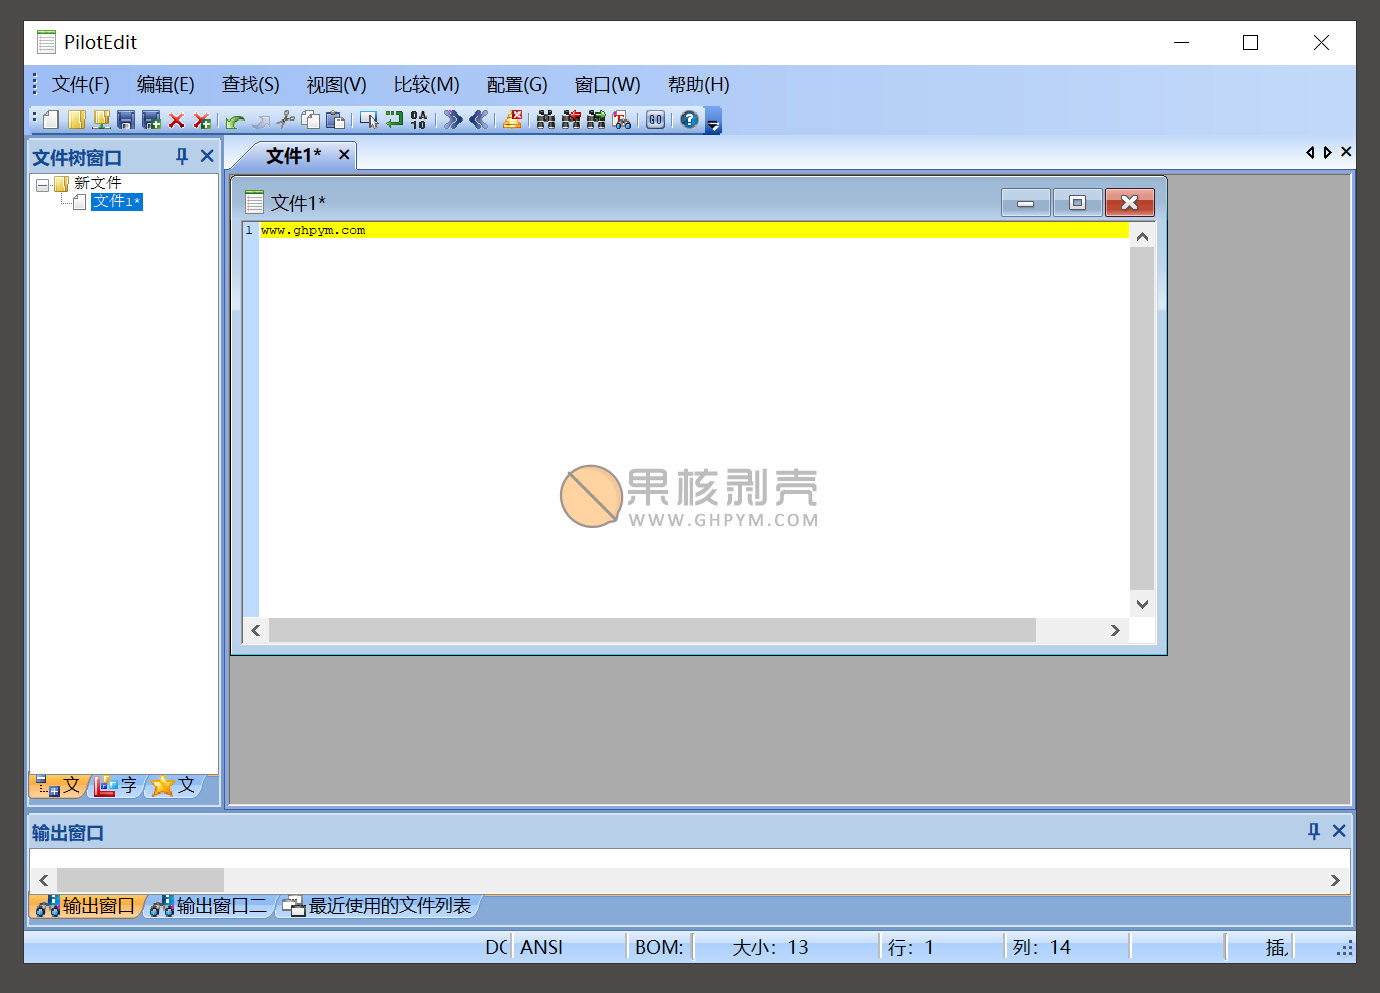 PilotEdit
文件(F) 编辑(E) 查找(S) 视图(V) 比较(M) 配置(G) 窗口(W) 帮助(H)
GO
文件树窗口
文件1*
新文件
文件1*
文件1*
1 www.ghpym.com
果核剥壳
WWW.GHPYM.COM
文 字 文
输出窗口
输出窗口 输出窗口二 最近使用的文件列表
DC ANSI BOM: 大小: 13 行: 1 列: 14 插,